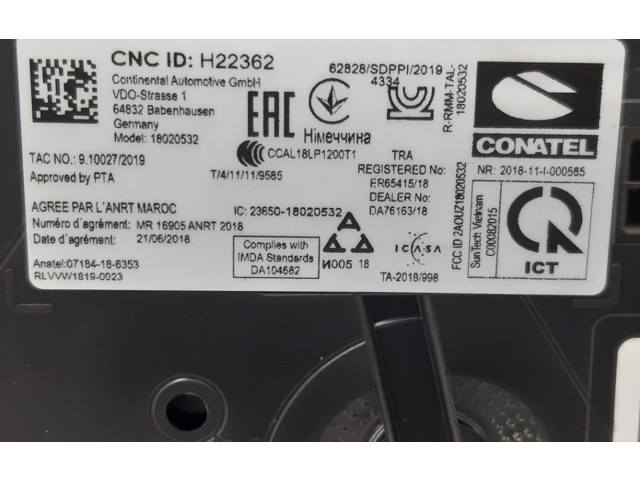 CNC ID: H22362
Continental Automotive GmbH
VDO-Strasse 1
64832 Babenhausen
Germany
Model: 18020532
TAC NO.: 9.10027/2019
Approved by PTA
EAC
Німеччина
CCAL18LP1200T1
T/4/11/11/9585
62828/SDPPI/2019
4334
TRA
REGISTERED No:
ER65415/18
DEALER No:
DA76163/18
R-RMM-TAL-
18020532
CONATEL
NR: 2018-11-I-000585
AGREE PAR L'ANRT MAROC
Numéro d'agrément: MR 16905 ANRT 2018
Date d'agrément: 21/06/2018
Anatel:07184-18-6353
RLVVW1819-0023
IC: 23650-18020532
Complies with
IMDA Standards
DA104682
И005 18
ICASA
TA-2018/998
FCC ID 2AOUZ18020532
SunTech Vietnam
C00082015
ICT